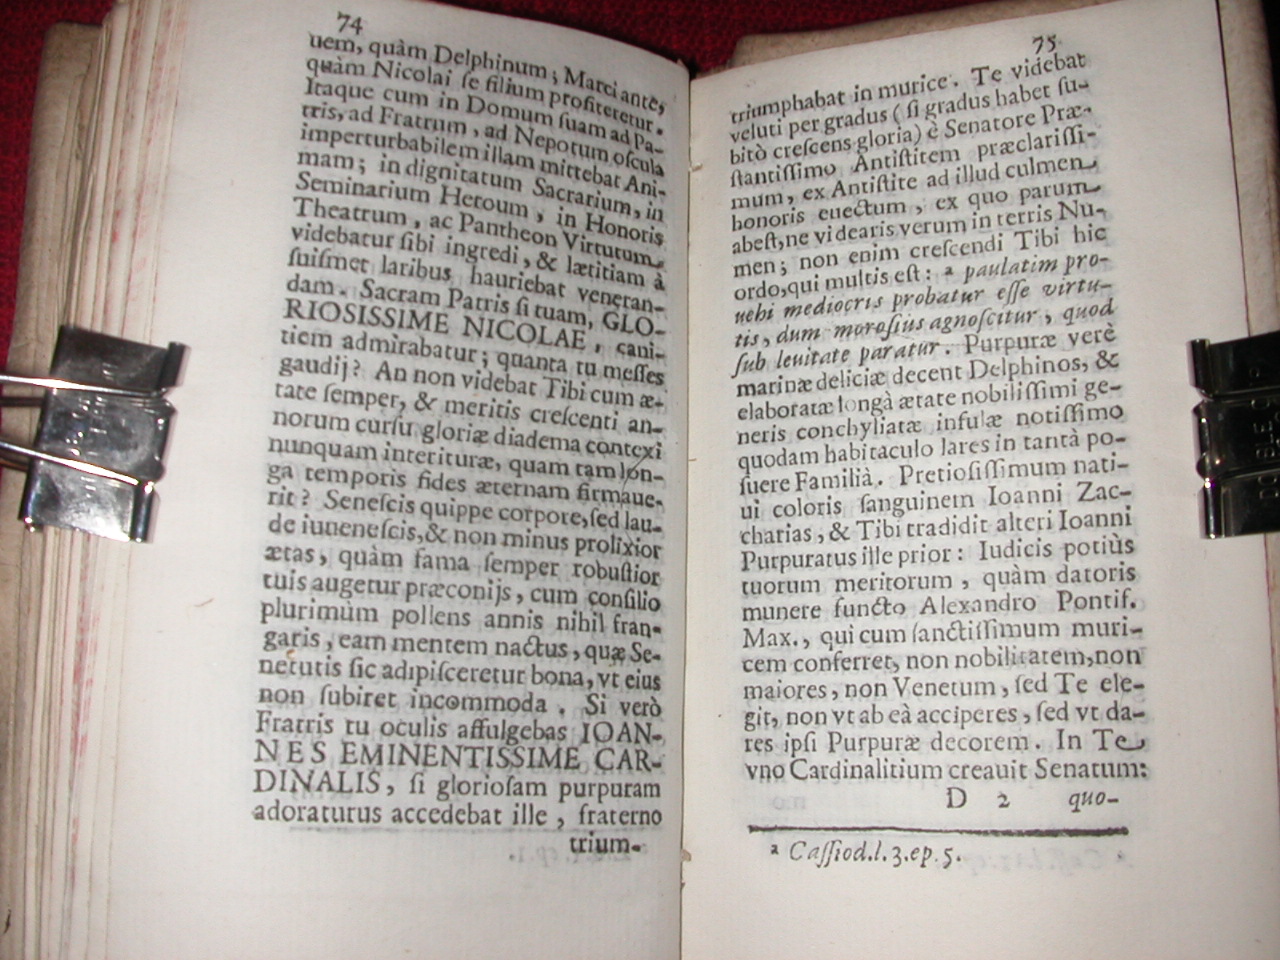 74
uem, quàm Delphinum; Marci antè,
quàm Nicolai ſe filium profiteretur.
Itaque cum in Domum ſuam ad Pa-
tris, ad Fratrum, ad Nepotum oſcula
imperturbabilem illam mittebat Ani-
mam; in dignitatum Sacrarium, in
Seminarium Heroum, in Honoris
Theatrum, ac Pantheon Virtutum
videbatur ſibi ingredi, & lætitiam à
ſuiſmet laribus hauriebat veneran-
dam. Sacram Patris ſi tuam, GLO-
RIOSISSIME NICOLAE, cani-
tiem admirabatur; quanta tu meſſes
gaudij? An non videbat Tibi cum æ-
tate ſemper, & meritis creſcenti an-
norum curſu gloriæ diadema contexi
nunquam interituræ, quam tam lon-
ga temporis fides æternam firmaue-
rit? Seneſcis quippe corpore, ſed lau-
de iuueneſcis, & non minus prolixior
ætas, quàm fama ſemper robuſtior
tuis augetur præconijs, cum conſilio
plurimùm pollens annis nihil fran-
garis, eam mentem nactus, quæ Se-
nectutis ſic adipiſceretur bona, vt eius
non ſubiret incommoda. Si verò
Fratris tu oculis affulgebas IOAN-
NES EMINENTISSIME CAR-
DINALIS, ſi glorioſam purpuram
adoraturus accedebat ille, fraterno
trium-
75
triumphabat in murice. Te videbat
veluti per gradus (ſi gradus habet ſu-
bitò creſcens gloria) è Senatore Præ-
ſtantiſſimo Antiſtitem præclariſſi-
mum, ex Antiſtite ad illud culmen
honoris euectum, ex quo parum
abeſt, ne videaris verum in terris Nu-
men; non enim creſcendi Tibi hic
ordo, qui multis eſt: ª paulatim pro-
uehi mediocris probatur eſſe virtu-
tis, dum moroſius agnoſcitur, quod
ſub leuitate paratur. Purpuræ verè
marinæ deliciæ decent Delphinos, &
elaboratæ longà ætate nobiliſſimi ge-
neris conchyliatæ infulæ notiſſimo
quodam habitaculo lares in tantà po-
ſuere Familià. Pretioſiſſimum nati-
ui coloris ſanguinem Ioanni Zac-
charias, & Tibi tradidit alteri Ioanni
Purpuratus ille prior: Iudicis potiùs
tuorum meritorum, quàm datoris
munere functo Alexandro Pontif.
Max., qui cum ſanctiſſimum muri-
cem conferret, non nobilitatem, non
maiores, non Venetum, ſed Te ele-
git, non vt ab eà acciperes, ſed vt da-
res ipſi Purpuræ decorem. In Te
vno Cardinalitium creauit Senatum:
D 2 quo-
ª Caſſiod. l. 3. ep. 5.